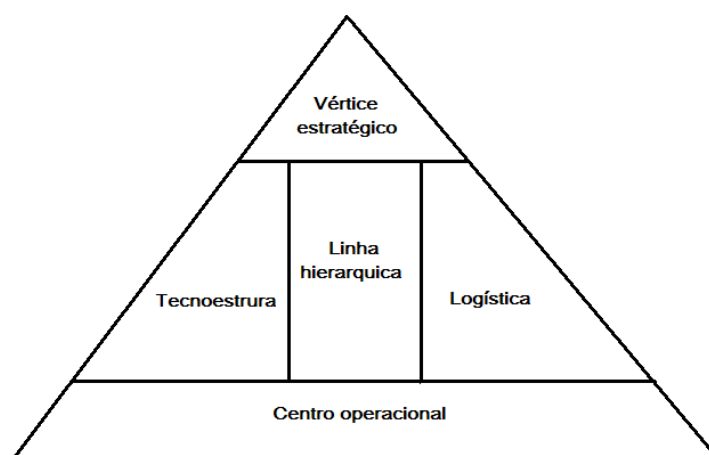 Vértice
estratégico
Linha
hierarquica
Tecnoestrura
Logística
Centro operacional